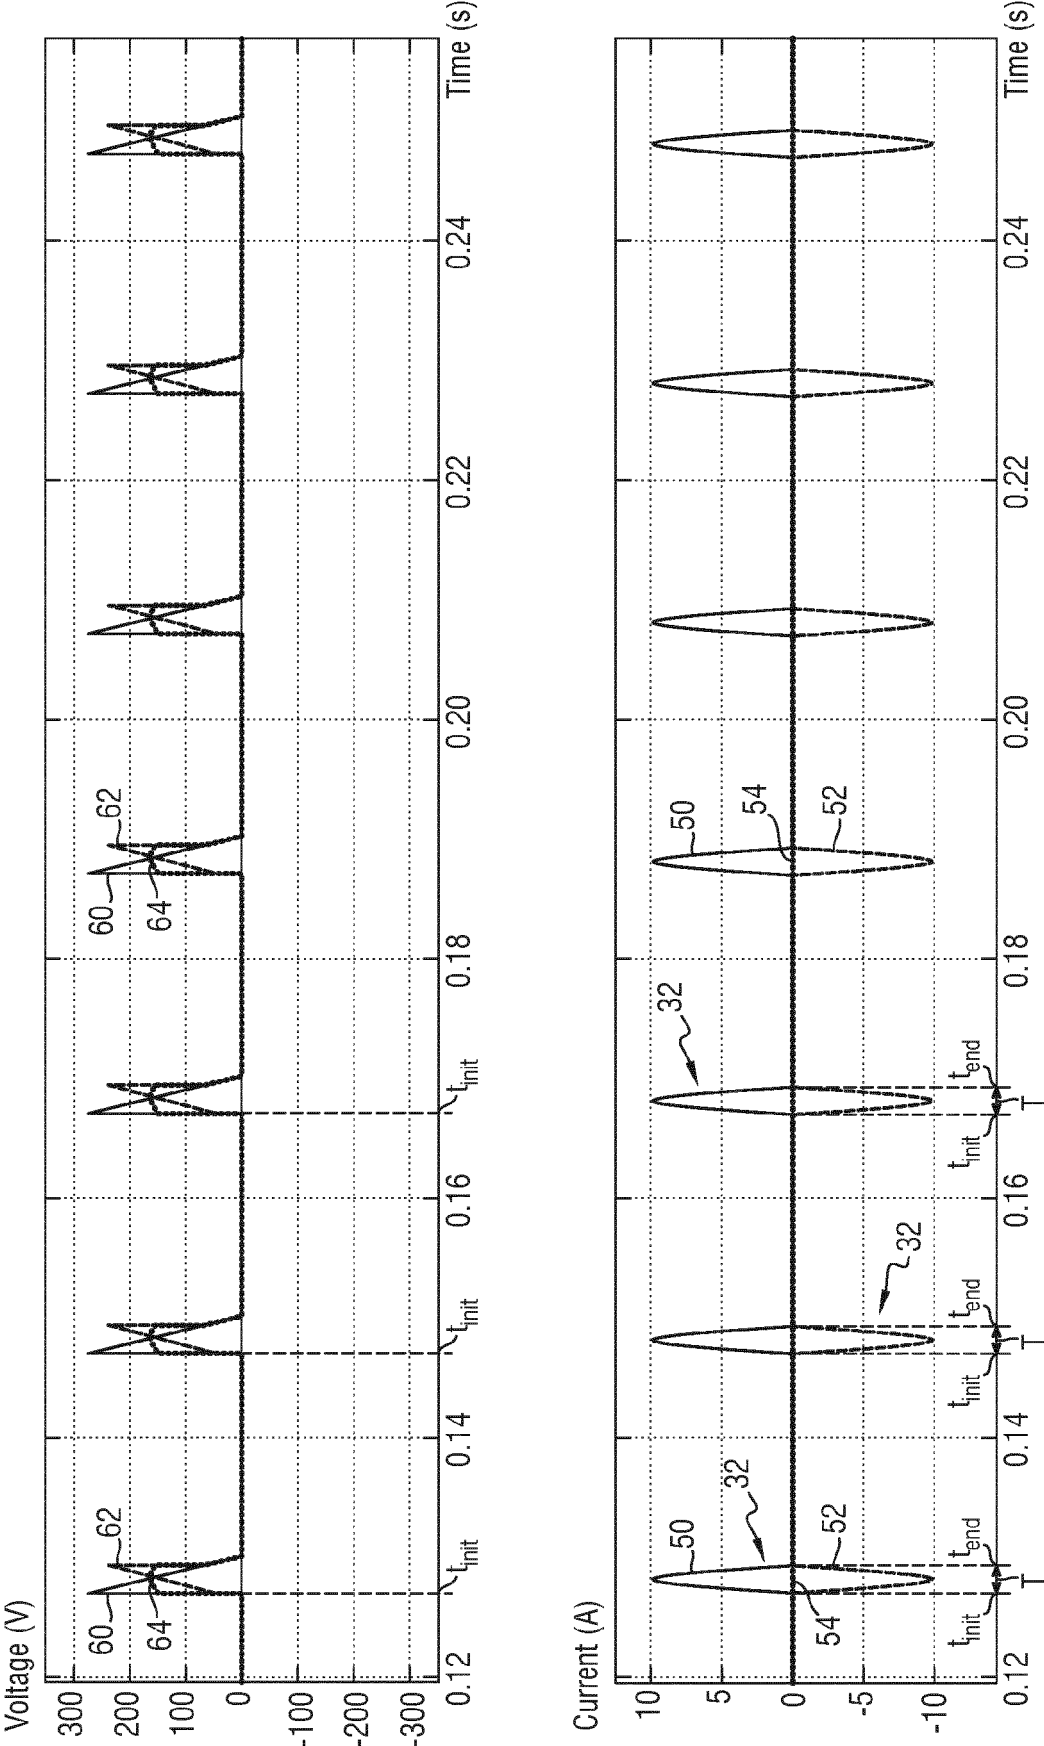 Voltage (V)
300
200
100
0
-100
-200
-300
60
62
64
60
62
64
t_init
t_init
t_init
0.12
0.14
0.16
0.18
0.20
0.22
0.24
Time (s)
Current (A)
10
5
0
-5
-10
50
32
54
52
32
32
50
54
52
t_init
t_end
T
t_init
t_end
T
t_init
t_end
T
0.12
0.14
0.16
0.18
0.20
0.22
0.24
Time (s)